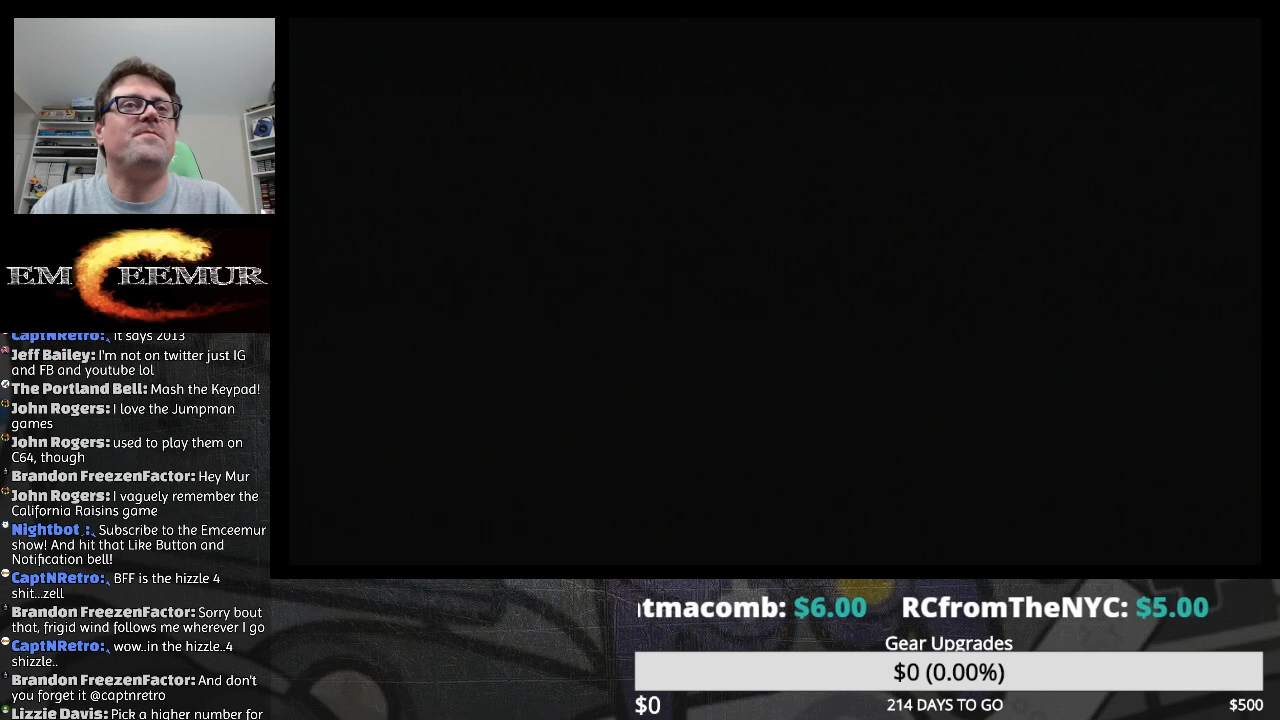 EMCEEMUR
CaptNRetro: It says 2013
Jeff Bailey: I'm not on twitter just IG
and FB and youtube lol
The Portland Bell: Mash the Keypad!
John Rogers: I love the Jumpman
games
John Rogers: used to play them on
C64, though
Brandon FreezenFactor: Hey Mur
John Rogers: I vaguely remember the
California Raisins game
Nightbot : Subscribe to the Emceemur
show! And hit that Like Button and
Notification bell!
CaptNRetro: BFF is the hizzle 4
shit..zell
Brandon FreezenFactor: Sorry bout
that, frigid wind follows me wherever I go
CaptNRetro: wow..in the hizzle..4
shizzle..
Brandon FreezenFactor: And don't
you forget it @captnretro
Lizzie Davis: Pick a higher number for
tmacomb: $6.00 RCfromTheNYC: $5.00
Gear Upgrades
$0 (0.00%)
$0 214 DAYS TO GO $500